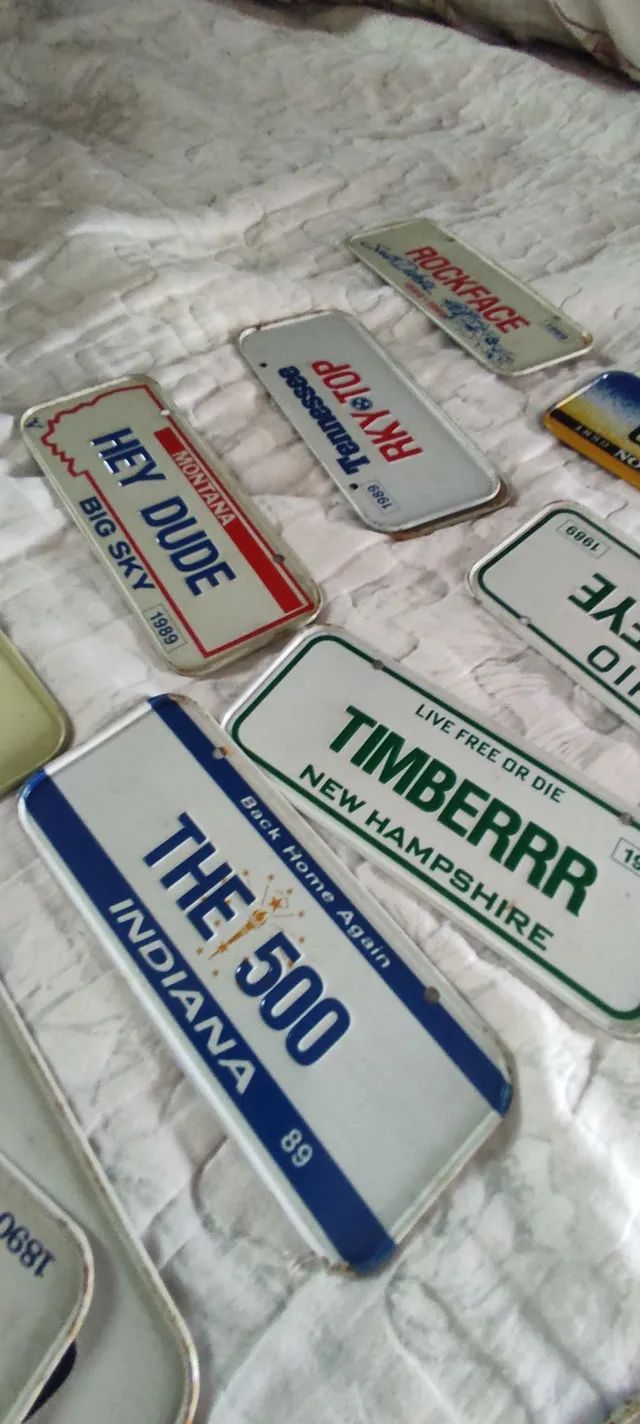 ROCKFACE
RKY TOP
Tennessee
1989
MONTANA
HEY DUDE
BIG SKY
1989
1989
LIVE FREE OR DIE
TIMBERRR
NEW HAMPSHIRE
Back Home Again
THE 500
INDIANA
89
1890